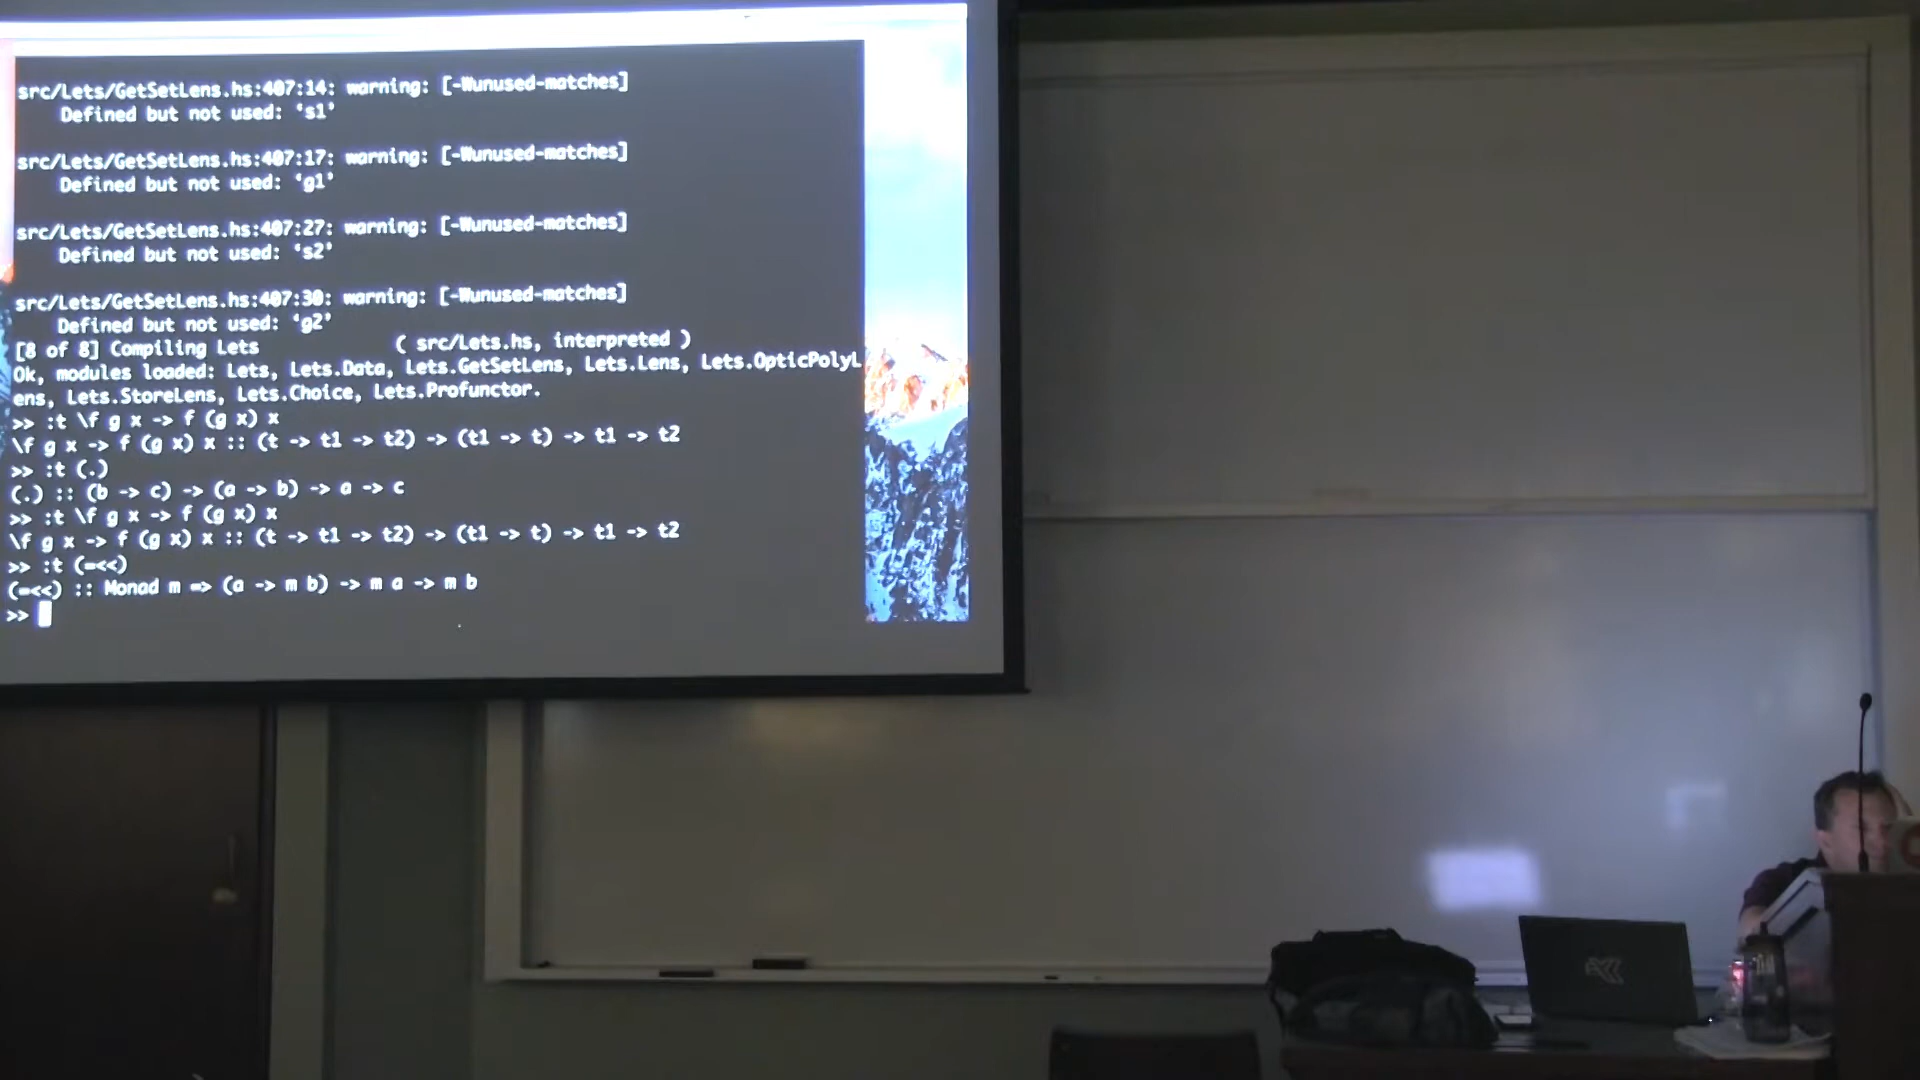 src/Lets/GetSetLens.hs:407:14: warning: [-Wunused-matches]
Defined but not used: ‘s1’
src/Lets/GetSetLens.hs:407:17: warning: [-Wunused-matches]
Defined but not used: ‘g1’
src/Lets/GetSetLens.hs:407:27: warning: [-Wunused-matches]
Defined but not used: ‘s2’
src/Lets/GetSetLens.hs:407:30: warning: [-Wunused-matches]
Defined but not used: ‘g2’
[8 of 8] Compiling Lets ( src/Lets.hs, interpreted )
Ok, modules loaded: Lets, Lets.Data, Lets.GetSetLens, Lets.Lens, Lets.OpticPolyL
ens, Lets.StoreLens, Lets.Choice, Lets.Profunctor.
>> :t \f g x -> f (g x) x
\f g x -> f (g x) x :: (t -> t1 -> t2) -> (t1 -> t) -> t1 -> t2
>> :t (.)
(.) :: (b -> c) -> (a -> b) -> a -> c
>> :t \f g x -> f (g x) x
\f g x -> f (g x) x :: (t -> t1 -> t2) -> (t1 -> t) -> t1 -> t2
>> :t (=<<)
(=<<) :: Monad m => (a -> m b) -> m a -> m b
>>